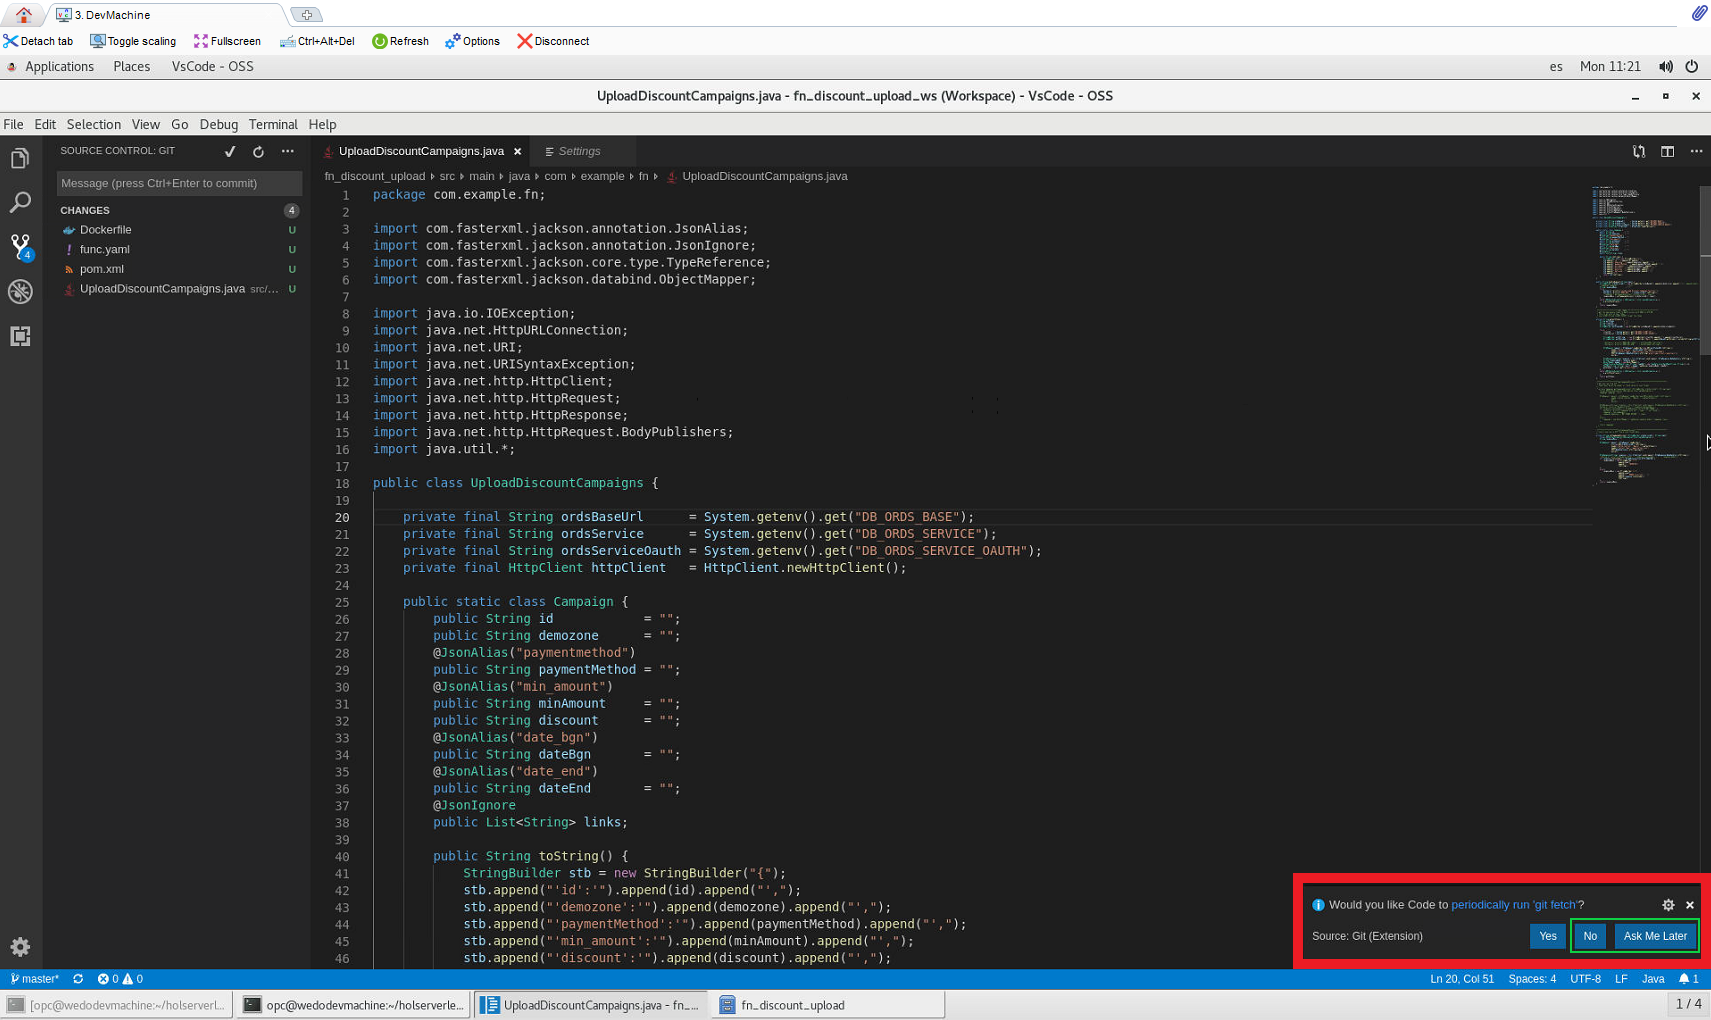 3. DevMachine
Detach tab Toggle scaling Fullscreen Ctrl+Alt+Del Refresh Options Disconnect
Applications Places VsCode - OSS es Mon 11:21
UploadDiscountCampaigns.java - fn_discount_upload_ws (Workspace) - VsCode - OSS
File Edit Selection View Go Debug Terminal Help
SOURCE CONTROL: GIT
Message (press Ctrl+Enter to commit)
CHANGES 4
Dockerfile U
func.yaml U
pom.xml U
UploadDiscountCampaigns.java src/... U
4
UploadDiscountCampaigns.java Settings
fn_discount_upload src main java com example fn UploadDiscountCampaigns.java
1 package com.example.fn;
2
3 import com.fasterxml.jackson.annotation.JsonAlias;
4 import com.fasterxml.jackson.annotation.JsonIgnore;
5 import com.fasterxml.jackson.core.type.TypeReference;
6 import com.fasterxml.jackson.databind.ObjectMapper;
7
8 import java.io.IOException;
9 import java.net.HttpURLConnection;
10 import java.net.URI;
11 import java.net.URISyntaxException;
12 import java.net.http.HttpClient;
13 import java.net.http.HttpRequest;
14 import java.net.http.HttpResponse;
15 import java.net.http.HttpRequest.BodyPublishers;
16 import java.util.*;
17
18 public class UploadDiscountCampaigns {
19
20 private final String ordsBaseUrl = System.getenv().get("DB_ORDS_BASE");
21 private final String ordsService = System.getenv().get("DB_ORDS_SERVICE");
22 private final String ordsServiceOauth = System.getenv().get("DB_ORDS_SERVICE_OAUTH");
23 private final HttpClient httpClient = HttpClient.newHttpClient();
24
25 public static class Campaign {
26 public String id = "";
27 public String demozone = "";
28 @JsonAlias("paymentmethod")
29 public String paymentMethod = "";
30 @JsonAlias("min_amount")
31 public String minAmount = "";
32 public String discount = "";
33 @JsonAlias("date_bgn")
34 public String dateBgn = "";
35 @JsonAlias("date_end")
36 public String dateEnd = "";
37 @JsonIgnore
38 public List<String> links;
39
40 public String toString() {
41 StringBuilder stb = new StringBuilder("{");
42 stb.append("'id':'").append(id).append("',");
43 stb.append("'demozone':'").append(demozone).append("',");
44 stb.append("'paymentMethod':'").append(paymentMethod).append("',");
45 stb.append("'min_amount':'").append(minAmount).append("',");
46 stb.append("'discount':'").append(discount).append("',");
Would you like Code to periodically run 'git fetch'?
Source: Git (Extension) Yes No Ask Me Later
master* 0 0 Ln 20, Col 51 Spaces: 4 UTF-8 LF Java 1
[opc@wedodevmachine:~/holserverl... opc@wedodevmachine:~/holserverle... UploadDiscountCampaigns.java - fn_... fn_discount_upload 1 / 4